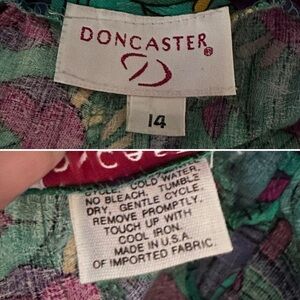 DONCASTER®
14
CYCLE. COLD WATER.
NO BLEACH. TUMBLE
DRY, GENTLE CYCLE.
REMOVE PROMPTLY.
TOUCH UP WITH
COOL IRON.
MADE IN U.S.A.
OF IMPORTED FABRIC.